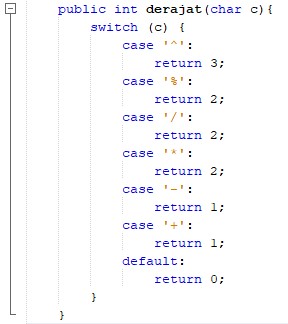 public int derajat(char c){
switch (c) {
case '^':
return 3;
case '%':
return 2;
case '/':
return 2;
case '*':
return 2;
case '-':
return 1;
case '+':
return 1;
default:
return 0;
}
}